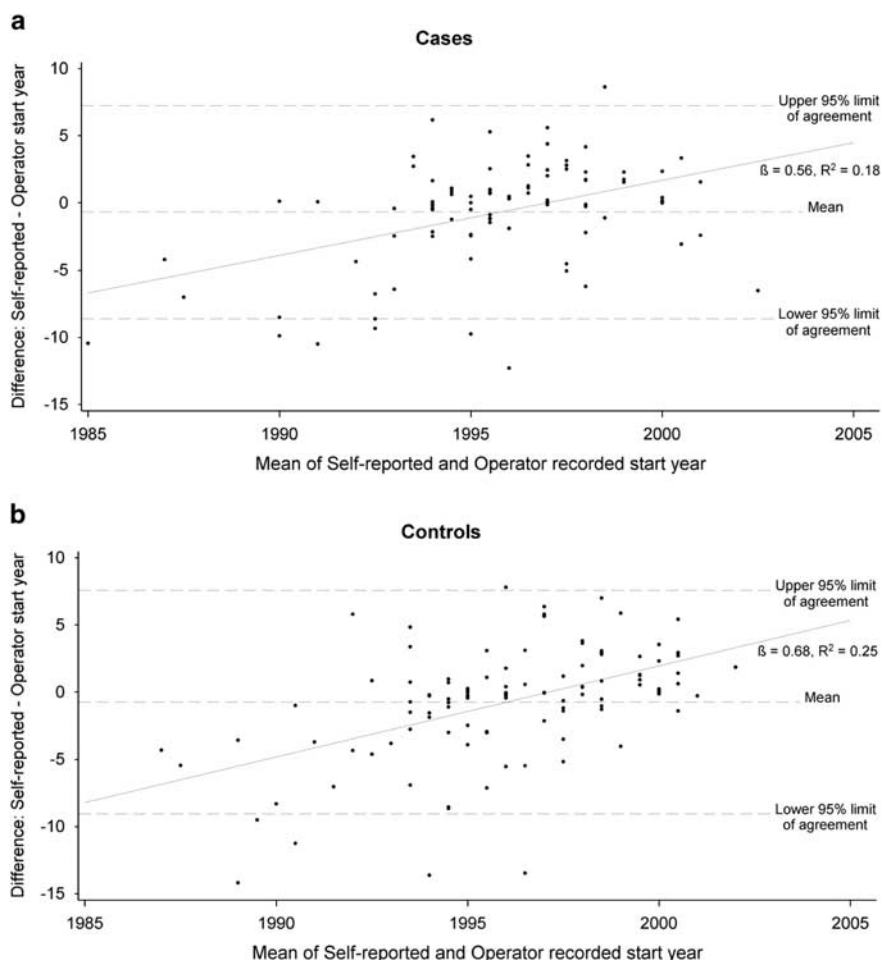 a
Cases
Difference: Self-reported - Operator start year
10
5
0
-5
-10
-15
Upper 95% limit
of agreement
ß = 0.56, R² = 0.18
Mean
Lower 95% limit
of agreement
1985 1990 1995 2000 2005
Mean of Self-reported and Operator recorded start year
b
Controls
Difference: Self-reported - Operator start year
10
5
0
-5
-10
-15
Upper 95% limit
of agreement
ß = 0.68, R² = 0.25
Mean
Lower 95% limit
of agreement
1985 1990 1995 2000 2005
Mean of Self-reported and Operator recorded start year